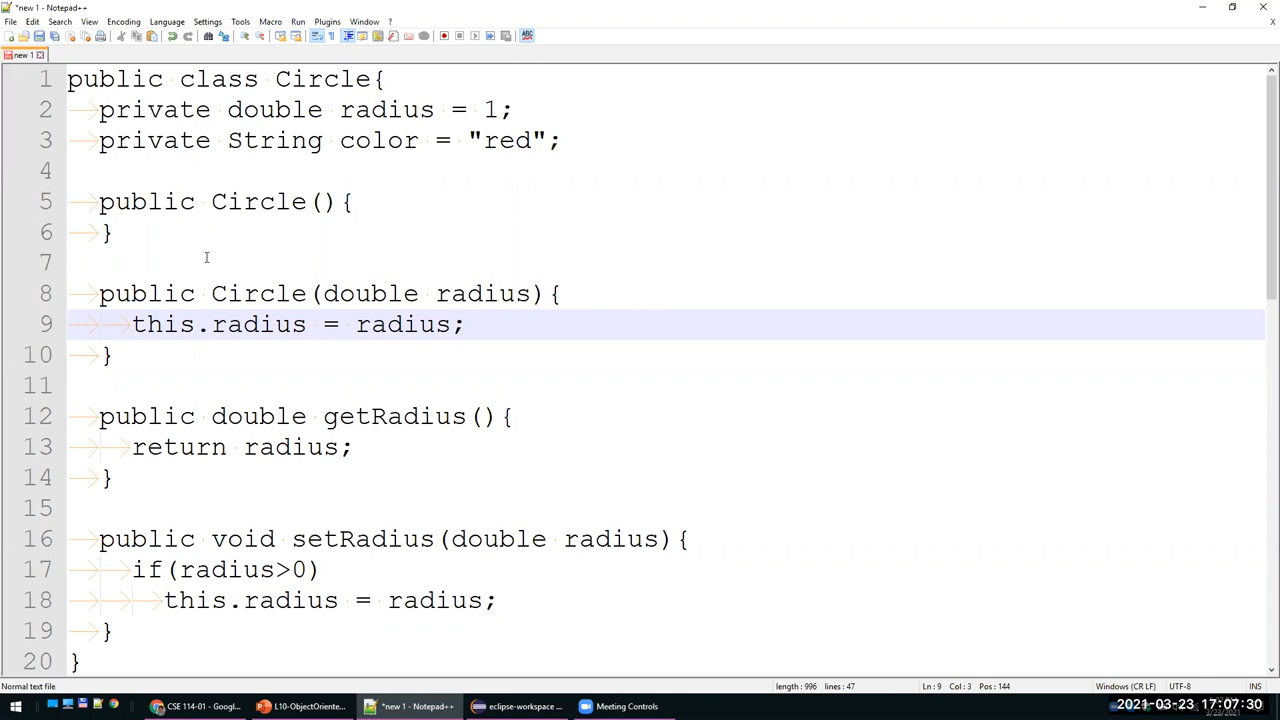 *new 1 - Notepad++
File Edit Search View Encoding Language Settings Tools Macro Run Plugins Window ?
new 1
1 public class Circle{
2 private double radius = 1;
3 private String color = "red";
4
5 public Circle(){
6 }
7
8 public Circle(double radius){
9 this.radius = radius;
10 }
11
12 public double getRadius(){
13 return radius;
14 }
15
16 public void setRadius(double radius){
17 if(radius>0)
18 this.radius = radius;
19 }
20 }
Normal text file length : 996 lines : 47 Ln : 9 Col : 3 Pos : 144 Windows (CR LF) UTF-8 INS
CSE 114-01 - Googl... L10-ObjectOriente... *new 1 - Notepad++ eclipse-workspace ... Meeting Controls 2021-03-23 17:07:30